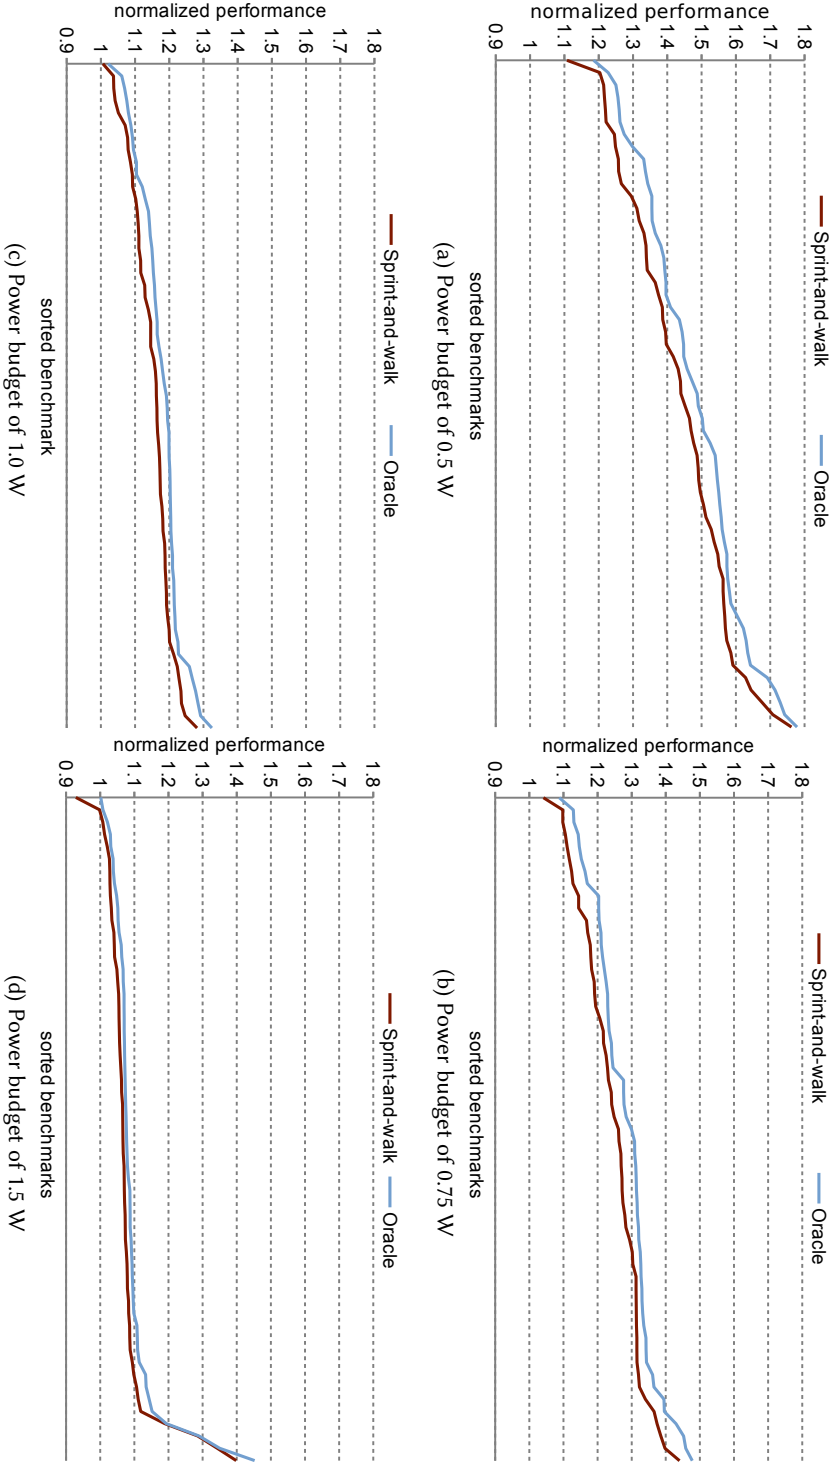 Sprint-and-walk Oracle
normalized performance
1.8
1.7
1.6
1.5
1.4
1.3
1.2
1.1
1
0.9
sorted benchmarks
(a) Power budget of 0.5 W
Sprint-and-walk Oracle
normalized performance
1.8
1.7
1.6
1.5
1.4
1.3
1.2
1.1
1
0.9
sorted benchmarks
(b) Power budget of 0.75 W
Sprint-and-walk Oracle
normalized performance
1.8
1.7
1.6
1.5
1.4
1.3
1.2
1.1
1
0.9
sorted benchmark
(c) Power budget of 1.0 W
Sprint-and-walk Oracle
normalized performance
1.8
1.7
1.6
1.5
1.4
1.3
1.2
1.1
1
0.9
sorted benchmarks
(d) Power budget of 1.5 W